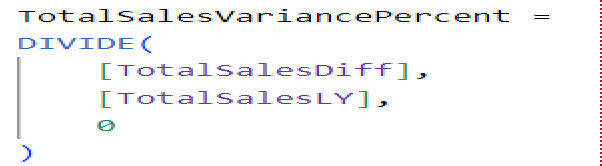 TotalSalesVariancePercent =
DIVIDE(
[TotalSalesDiff],
[TotalSalesLY],
0
)